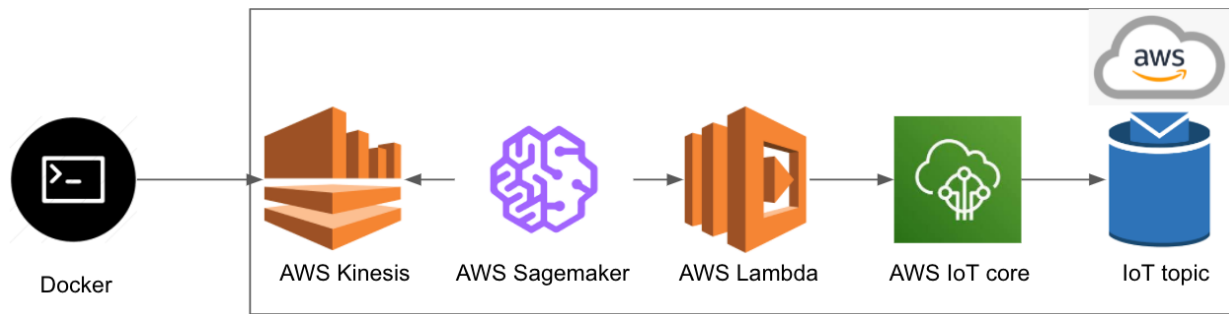 aws
>_
Docker
AWS Kinesis
AWS Sagemaker
AWS Lambda
AWS IoT core
IoT topic